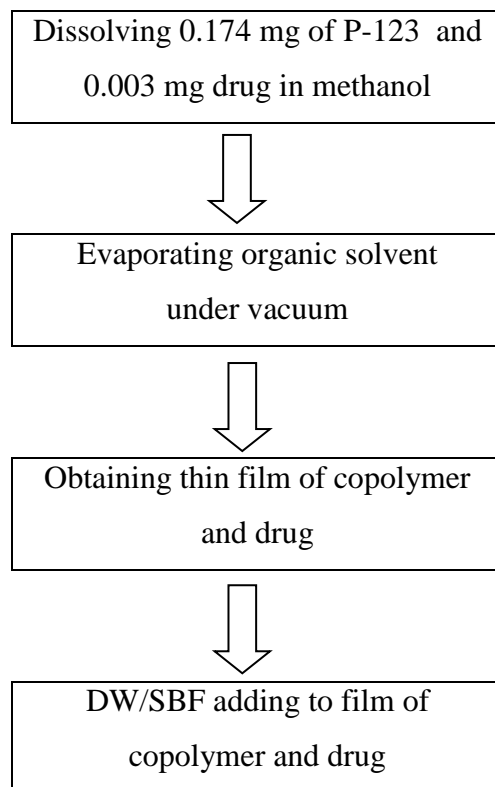 Dissolving 0.174 mg of P-123 and
0.003 mg drug in methanol
Evaporating organic solvent
under vacuum
Obtaining thin film of copolymer
and drug
DW/SBF adding to film of
copolymer and drug